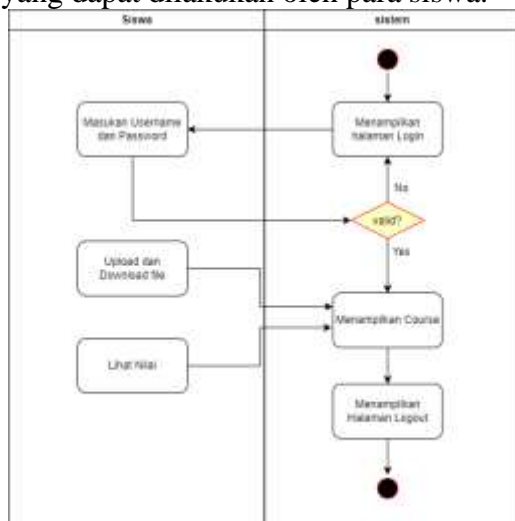 yang dapat dilakukan oleh para siswa.
Siswa
sistem
Masukan Username
dan Password
Menampilkan
halaman Login
No
valid?
Yes
Upload dan
Download file
Menampilkan Course
Lihat Nilai
Menampilkan
Halaman Logout